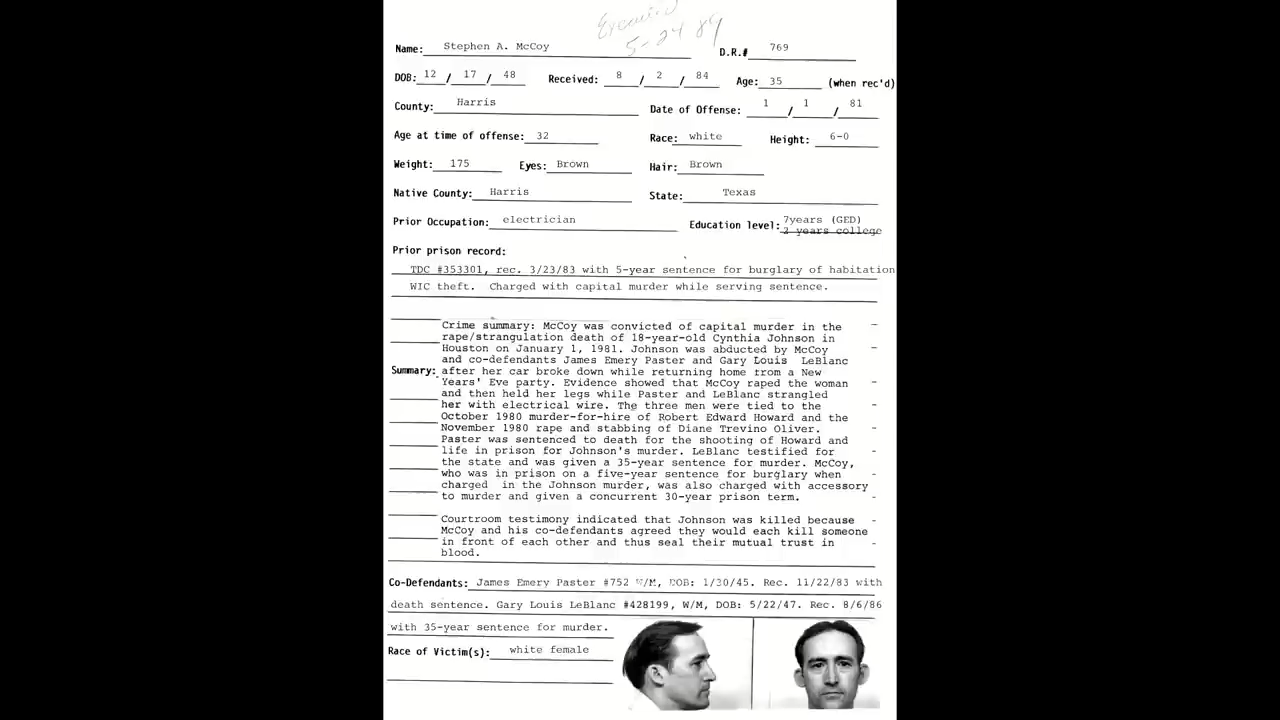 Executed
5-24 89
Name: Stephen A. McCoy D.R.# 769
DOB: 12 / 17 / 48 Received: 8 / 2 / 84 Age: 35 (when rec'd)
County: Harris Date of Offense: 1 / 1 / 81
Age at time of offense: 32 Race: white Height: 6-0
Weight: 175 Eyes: Brown Hair: Brown
Native County: Harris State: Texas
Prior Occupation: electrician Education level: 7years (GED)
2 years college
Prior prison record:
TDC #353301, rec. 3/23/83 with 5-year sentence for burglary of habitation
WIC theft. Charged with capital murder while serving sentence.
Crime summary: McCoy was convicted of capital murder in the
rape/strangulation death of 18-year-old Cynthia Johnson in
Houston on January 1, 1981. Johnson was abducted by McCoy
and co-defendants James Emery Paster and Gary Louis LeBlanc
Summary: after her car broke down while returning home from a New
Years' Eve party. Evidence showed that McCoy raped the woman
and then held her legs while Paster and LeBlanc strangled
her with electrical wire. The three men were tied to the
October 1980 murder-for-hire of Robert Edward Howard and the
November 1980 rape and stabbing of Diane Trevino Oliver.
Paster was sentenced to death for the shooting of Howard and
life in prison for Johnson's murder. LeBlanc testified for
the state and was given a 35-year sentence for murder. McCoy,
who was in prison on a five-year sentence for burglary when
charged in the Johnson murder, was also charged with accessory
to murder and given a concurrent 30-year prison term.
Courtroom testimony indicated that Johnson was killed because
McCoy and his co-defendants agreed they would each kill someone
in front of each other and thus seal their mutual trust in
blood.
Co-Defendants: James Emery Paster #752 W/M, DOB: 1/30/45. Rec. 11/22/83 with
death sentence. Gary Louis LeBlanc #428199, W/M, DOB: 5/22/47. Rec. 8/6/86
with 35-year sentence for murder.
Race of Victim(s): white female